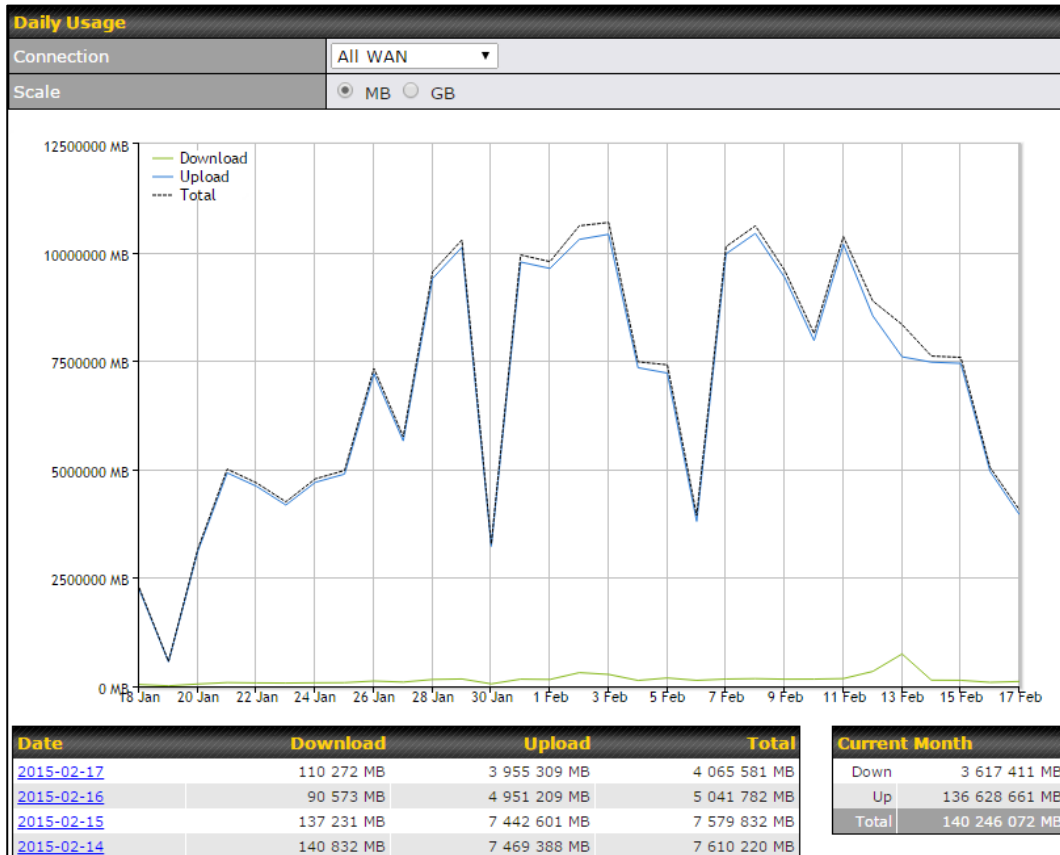 Daily Usage
Connection All WAN
Scale MB GB
12500000 MB
Download
Upload
Total
10000000 MB
7500000 MB
5000000 MB
2500000 MB
0 MB
18 Jan 20 Jan 22 Jan 24 Jan 26 Jan 28 Jan 30 Jan 1 Feb 3 Feb 5 Feb 7 Feb 9 Feb 11 Feb 13 Feb 15 Feb 17 Feb
Date Download Upload Total
2015-02-17 110 272 MB 3 955 309 MB 4 065 581 MB
2015-02-16 90 573 MB 4 951 209 MB 5 041 782 MB
2015-02-15 137 231 MB 7 442 601 MB 7 579 832 MB
2015-02-14 140 832 MB 7 469 388 MB 7 610 220 MB
Current Month
Down 3 617 411 MB
Up 136 628 661 MB
Total 140 246 072 MB